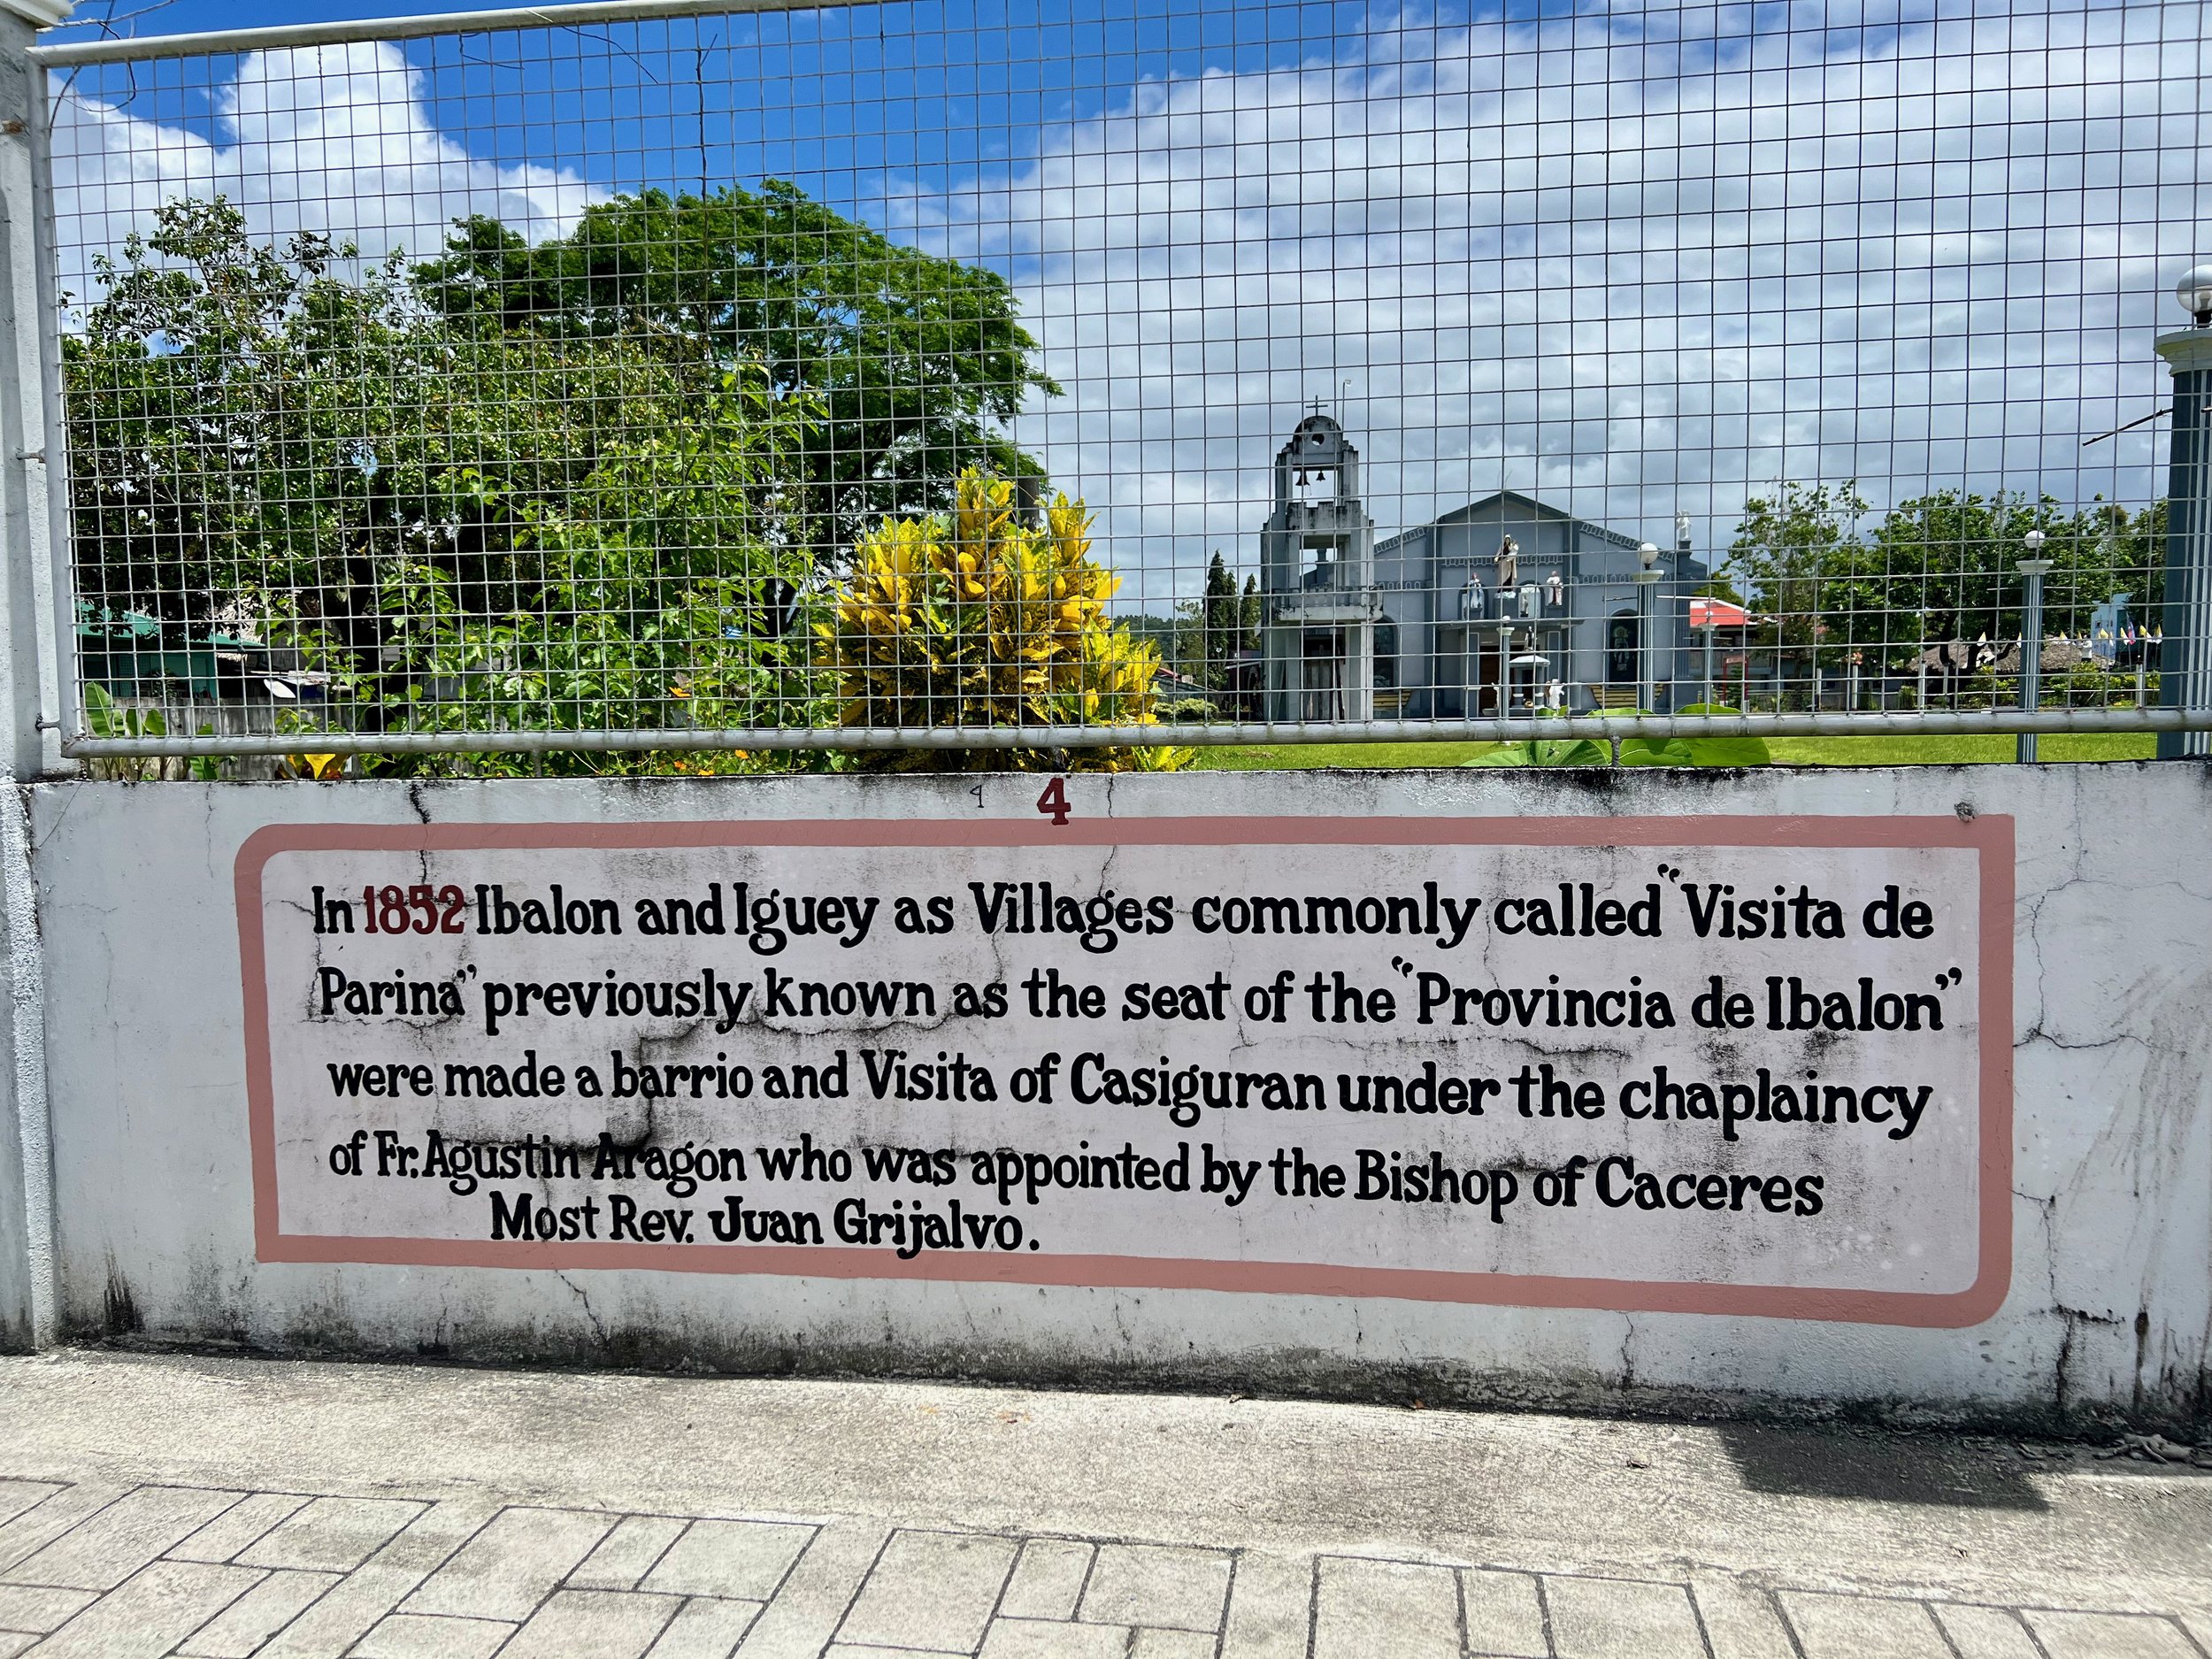 4
4
In 1852 Ibalon and Iguey as Villages commonly called "Visita de
Parina" previously known as the seat of the "Provincia de Ibalon"
were made a barrio and Visita of Casiguran under the chaplaincy
of Fr. Agustin Aragon who was appointed by the Bishop of Caceres
Most Rev. Juan Grijalvo.